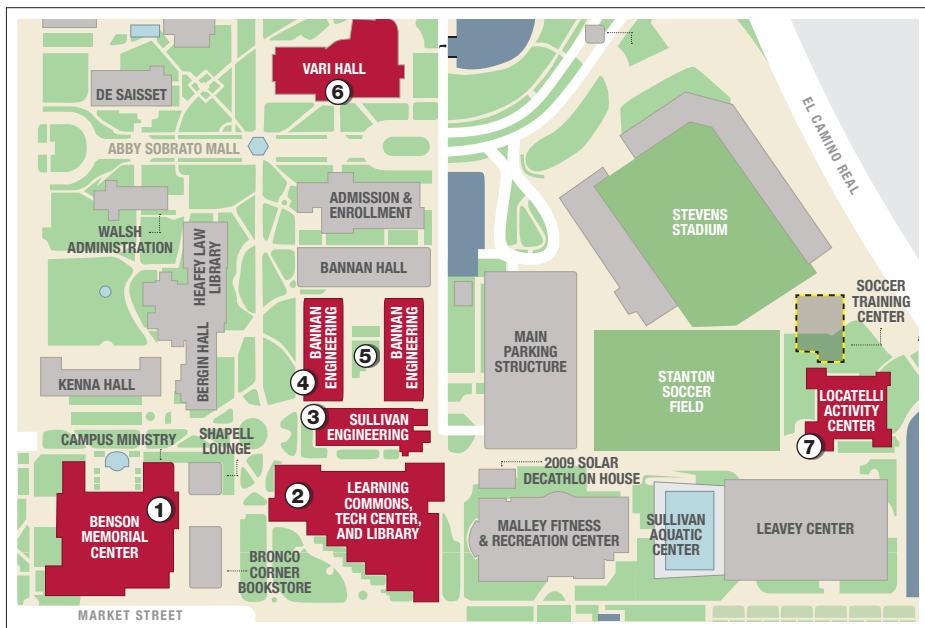 VARI HALL
6
DE SAISSET
ABBY SOBRATO MALL
EL CAMINO REAL
STEVENS
STADIUM
ADMISSION &
ENROLLMENT
WALSH
ADMINISTRATION
HEAFEY LAW
LIBRARY
BANNAN HALL
SOCCER
TRAINING
CENTER
BERGIN HALL
BANNAN
ENGINEERING
BANNAN
ENGINEERING
5
4
MAIN
PARKING
STRUCTURE
STANTON
SOCCER
FIELD
KENNA HALL
LOCATELLI
ACTIVITY
CENTER
7
3
SULLIVAN
ENGINEERING
CAMPUS MINISTRY
SHAPELL
LOUNGE
2009 SOLAR
DECATHLON HOUSE
1
BENSON
MEMORIAL
CENTER
2
LEARNING
COMMONS,
TECH CENTER,
AND LIBRARY
MALLEY FITNESS
& RECREATION CENTER
SULLIVAN
AQUATIC
CENTER
LEAVEY CENTER
BRONCO
CORNER
BOOKSTORE
MARKET STREET